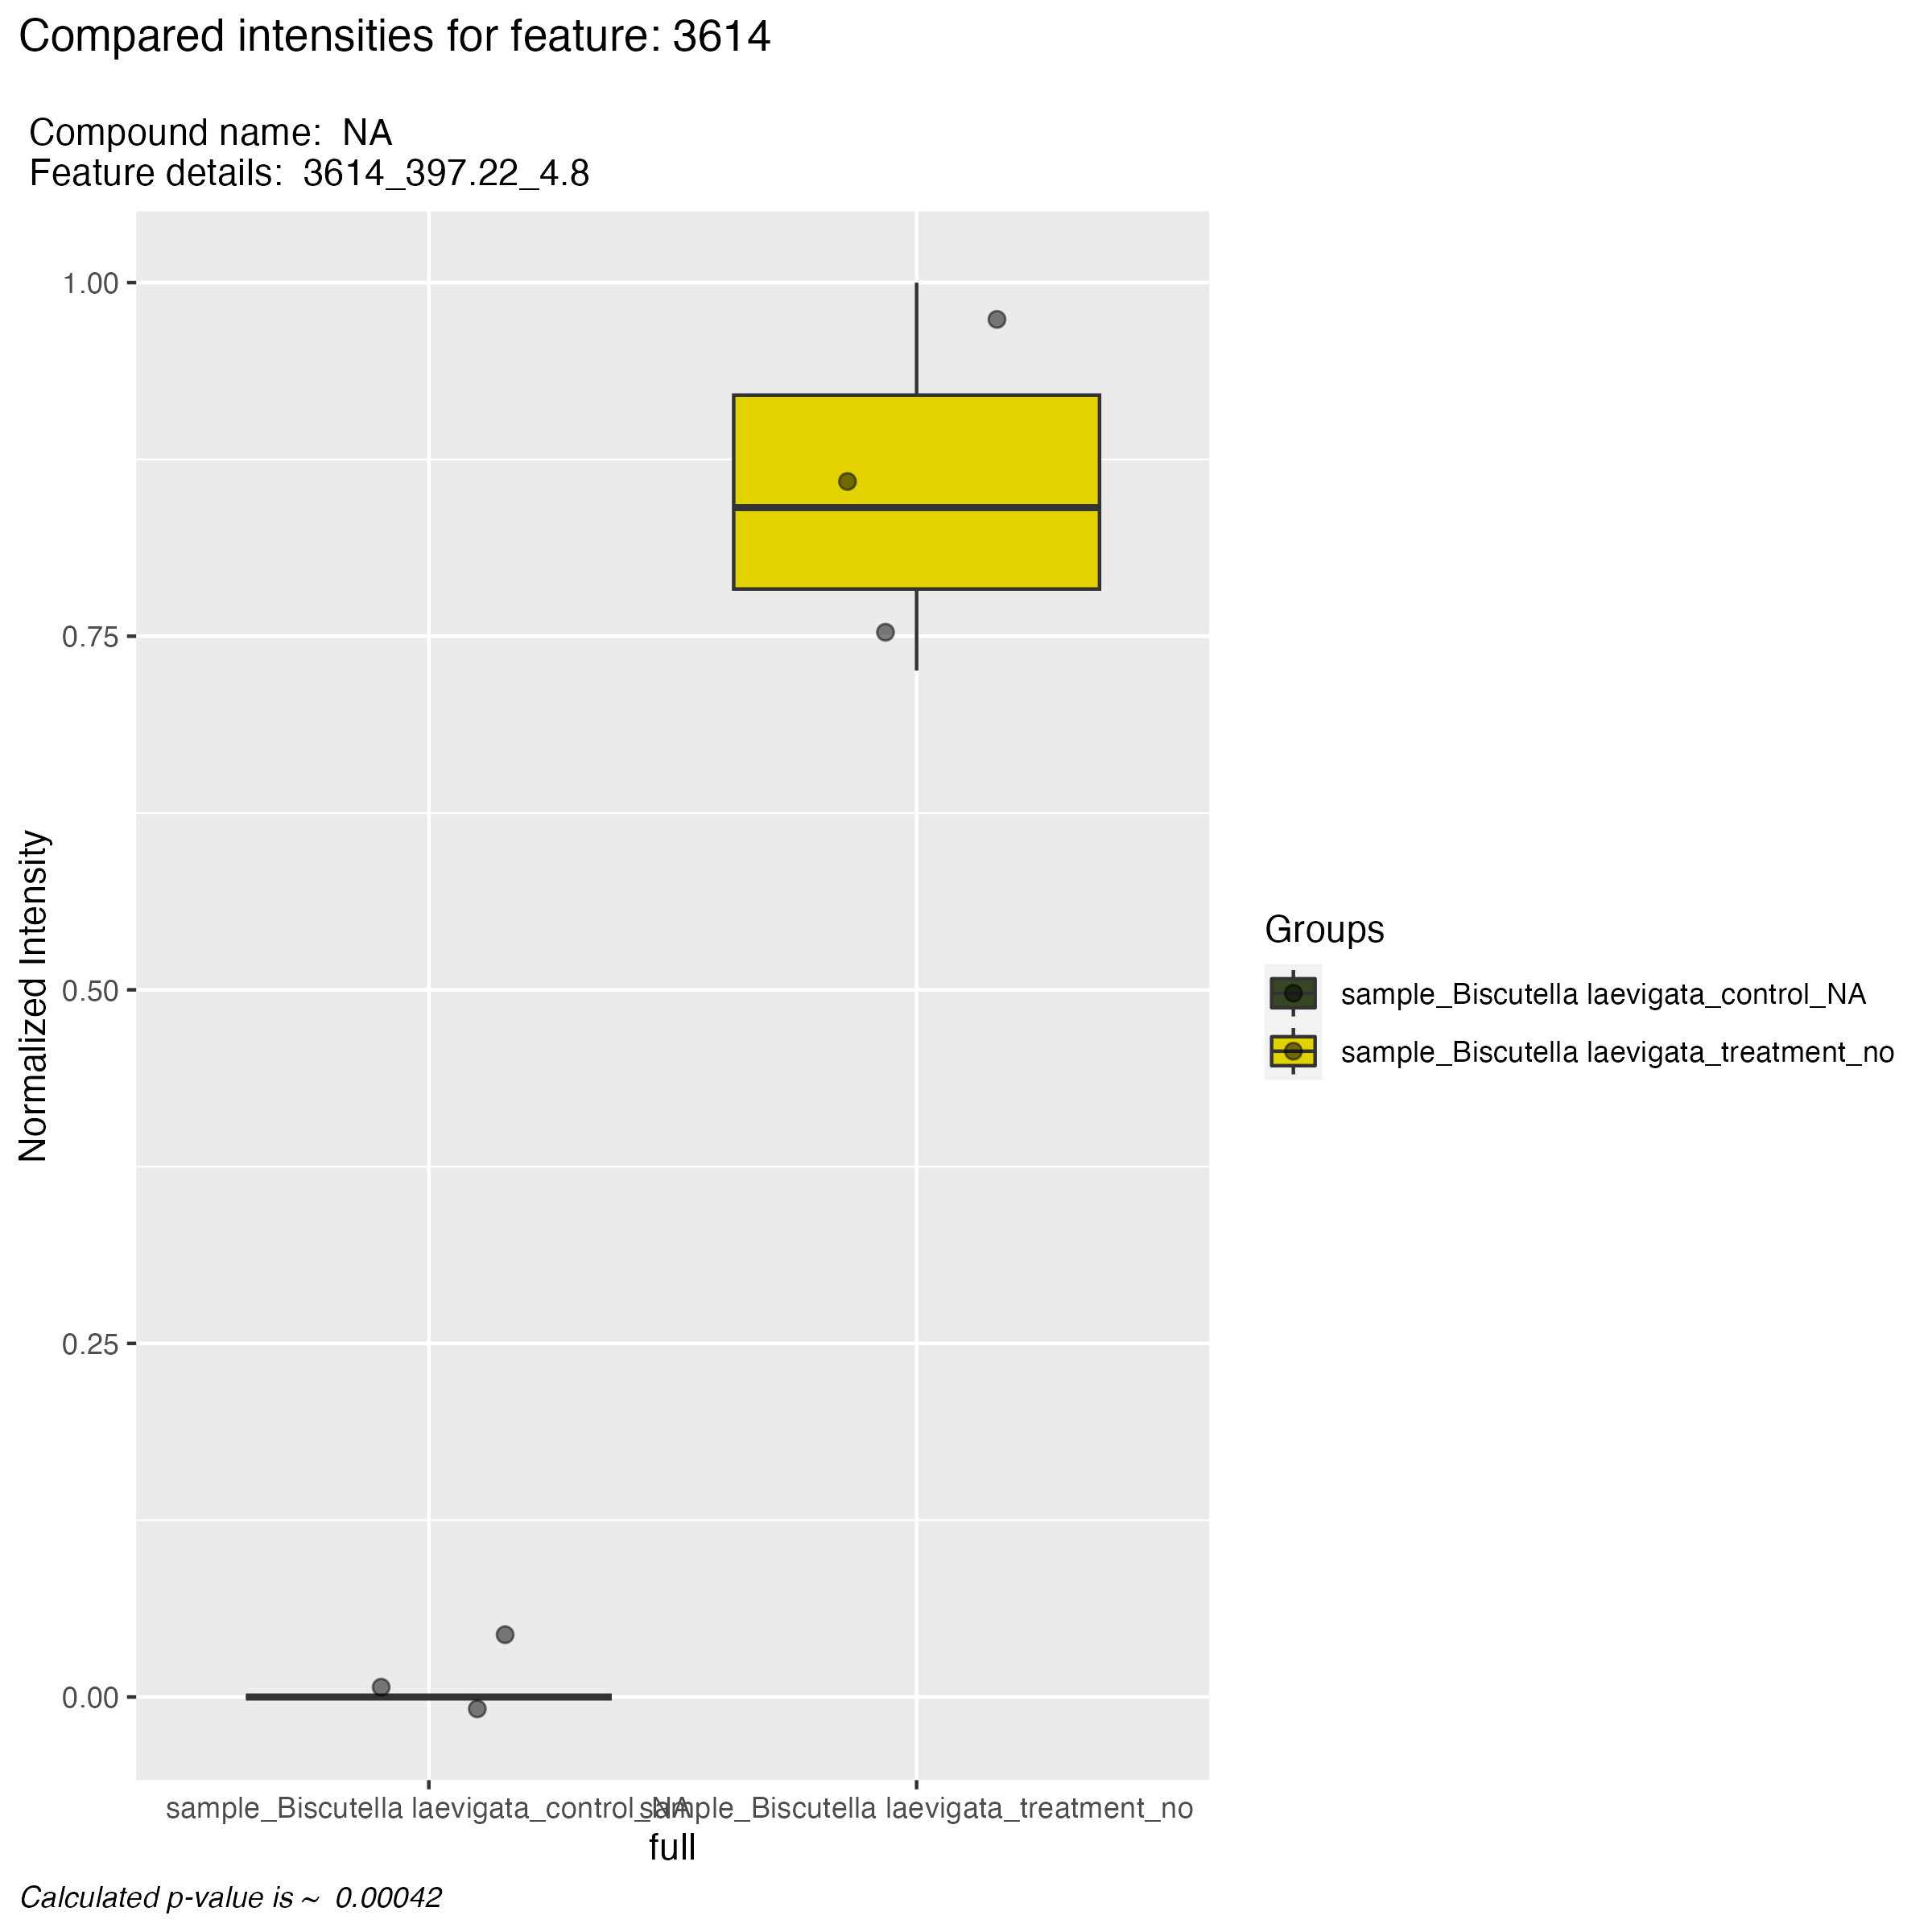 Compared intensities for feature: 3614
Compound name:  NA
Feature details:  3614_397.22_4.8
Normalized Intensity
1.00
0.75
0.50
0.25
0.00
sample_Biscutella laevigata_control_NA
sample_Biscutella laevigata_treatment_no
full
Groups
sample_Biscutella laevigata_control_NA
sample_Biscutella laevigata_treatment_no
Calculated p-value is ~  0.00042